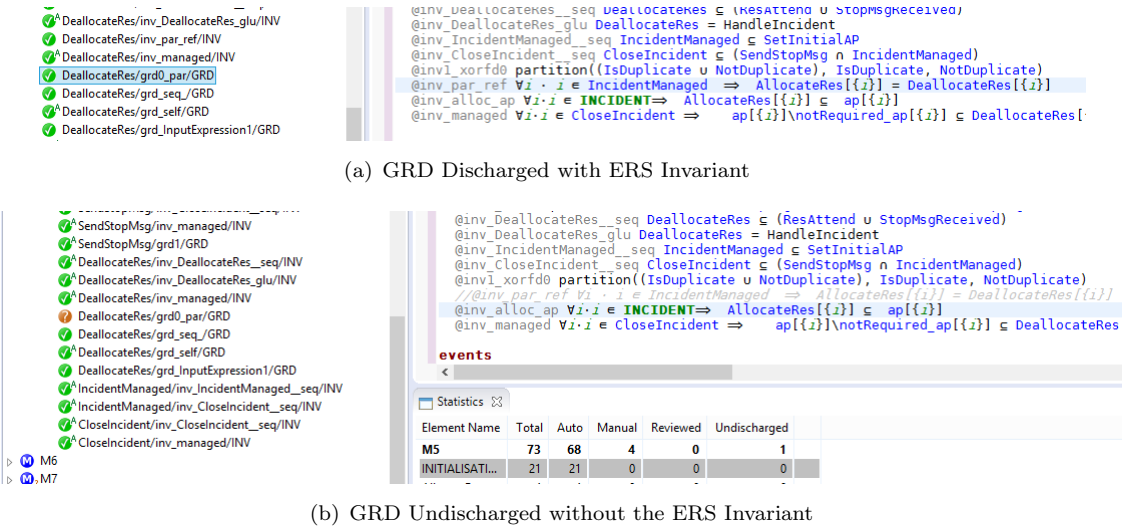 DeallocateRes/inv_DeallocateRes_glu/INV
DeallocateRes/inv_par_ref/INV
DeallocateRes/inv_managed/INV
DeallocateRes/grd0_par/GRD
DeallocateRes/grd_seq_/GRD
DeallocateRes/grd_self/GRD
DeallocateRes/grd_InputExpression1/GRD
@inv_DeallocateRes__seq DeallocateRes ⊆ (ResAttend ∪ StopMsgReceived)
@inv_DeallocateRes_glu DeallocateRes = HandleIncident
@inv_IncidentManaged__seq IncidentManaged ⊆ SetInitialAP
@inv_CloseIncident__seq CloseIncident ⊆ (SendStopMsg ∩ IncidentManaged)
@inv1_xorfd0 partition((IsDuplicate ∪ NotDuplicate), IsDuplicate, NotDuplicate)
@inv_par_ref ∀i · i ∈ IncidentManaged ⇒ AllocateRes[{i}] = DeallocateRes[{i}]
@inv_alloc_ap ∀i·i ∈ INCIDENT⇒ AllocateRes[{i}] ⊆ ap[{i}]
@inv_managed ∀i·i ∈ CloseIncident ⇒ ap[{i}]\notRequired_ap[{i}] ⊆ DeallocateRes[
(a) GRD Discharged with ERS Invariant
SendStopMsg/inv_CloseIncident__seq/INV
SendStopMsg/inv_managed/INV
SendStopMsg/grd1/GRD
DeallocateRes/inv_DeallocateRes__seq/INV
DeallocateRes/inv_DeallocateRes_glu/INV
DeallocateRes/inv_managed/INV
DeallocateRes/grd0_par/GRD
DeallocateRes/grd_seq_/GRD
DeallocateRes/grd_self/GRD
DeallocateRes/grd_InputExpression1/GRD
IncidentManaged/inv_IncidentManaged__seq/INV
IncidentManaged/inv_CloseIncident__seq/INV
CloseIncident/inv_CloseIncident__seq/INV
CloseIncident/inv_managed/INV
M6
M7
@inv_DeallocateRes__seq DeallocateRes ⊆ (ResAttend ∪ StopMsgReceived)
@inv_DeallocateRes_glu DeallocateRes = HandleIncident
@inv_IncidentManaged__seq IncidentManaged ⊆ SetInitialAP
@inv_CloseIncident__seq CloseIncident ⊆ (SendStopMsg ∩ IncidentManaged)
@inv1_xorfd0 partition((IsDuplicate ∪ NotDuplicate), IsDuplicate, NotDuplicate)
//@inv_par_ref ∀i · i ∈ IncidentManaged ⇒ AllocateRes[{i}] = DeallocateRes[{i}]
@inv_alloc_ap ∀i·i ∈ INCIDENT⇒ AllocateRes[{i}] ⊆ ap[{i}]
@inv_managed ∀i·i ∈ CloseIncident ⇒ ap[{i}]\notRequired_ap[{i}] ⊆ DeallocateRes
events
Statistics
Element Name Total Auto Manual Reviewed Undischarged
M5 73 68 4 0 1
INITIALISATI... 21 21 0 0 0
(b) GRD Undischarged without the ERS Invariant